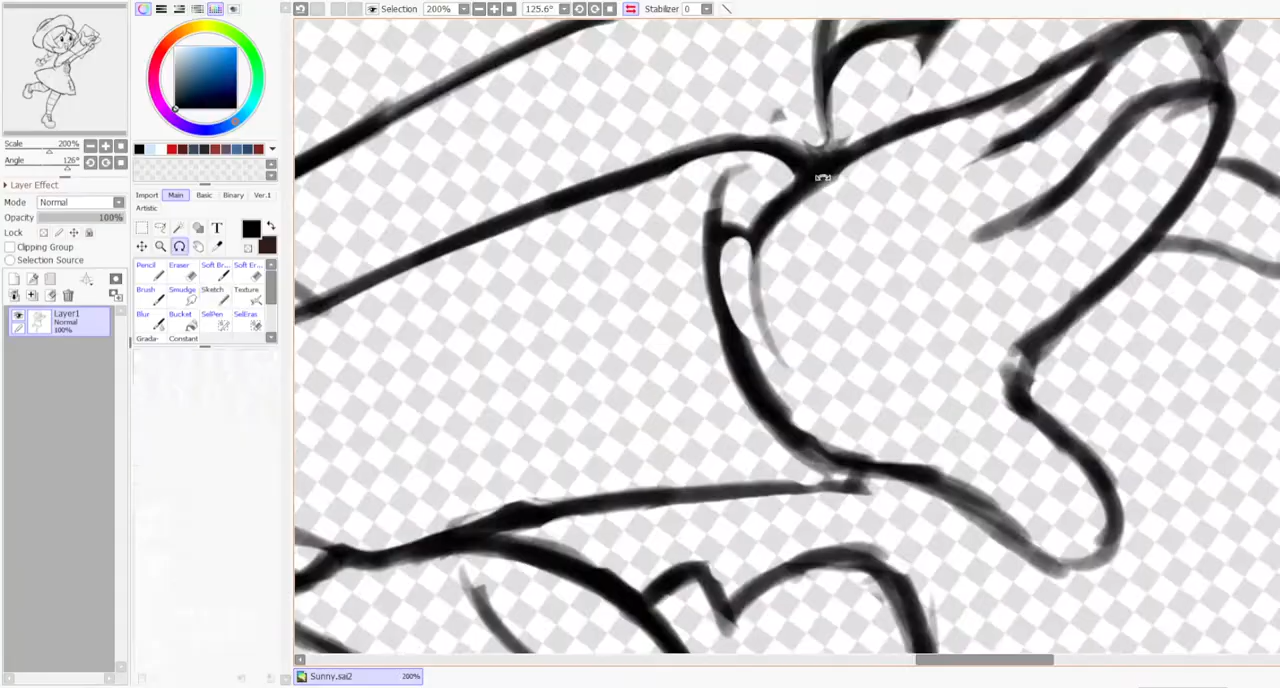 Selection 200% 125.6° Stabilizer 0
Scale 200%
Angle 126°
Layer Effect
Mode Normal
Opacity 100%
Lock
Clipping Group
Selection Source
Layer1
Normal
100%
Import Main Basic Binary Ver.1
Artistic
T
Pencil Eraser Soft Br... Soft Er...
Brush Smudge Sketch Texture
Blur Bucket SelPen SelEras
Grada- Constant
Sunny.sai2 200%